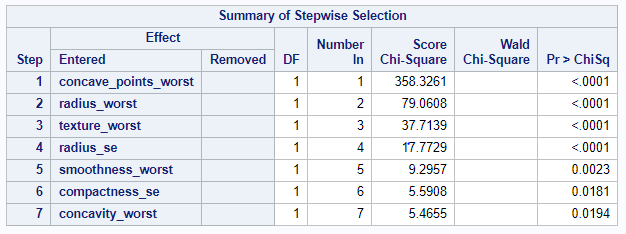 Summary of Stepwise Selection
Step Effect Entered Effect Removed DF Number In Score Chi-Square Wald Chi-Square Pr > ChiSq
1 concave_points_worst 1 1 358.3261 <.0001
2 radius_worst 1 2 79.0608 <.0001
3 texture_worst 1 3 37.7139 <.0001
4 radius_se 1 4 17.7729 <.0001
5 smoothness_worst 1 5 9.2957 0.0023
6 compactness_se 1 6 5.5908 0.0181
7 concavity_worst 1 7 5.4655 0.0194